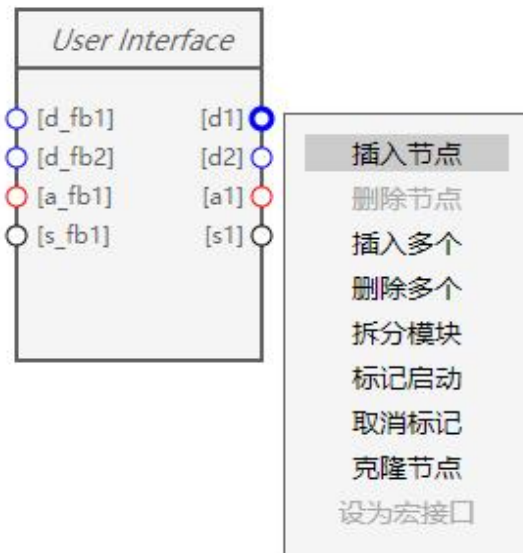 User Interface
[d_fb1] [d1]
[d_fb2] [d2]
[a_fb1] [a1]
[s_fb1] [s1]
插入节点
删除节点
插入多个
删除多个
拆分模块
标记启动
取消标记
克隆节点
设为宏接口